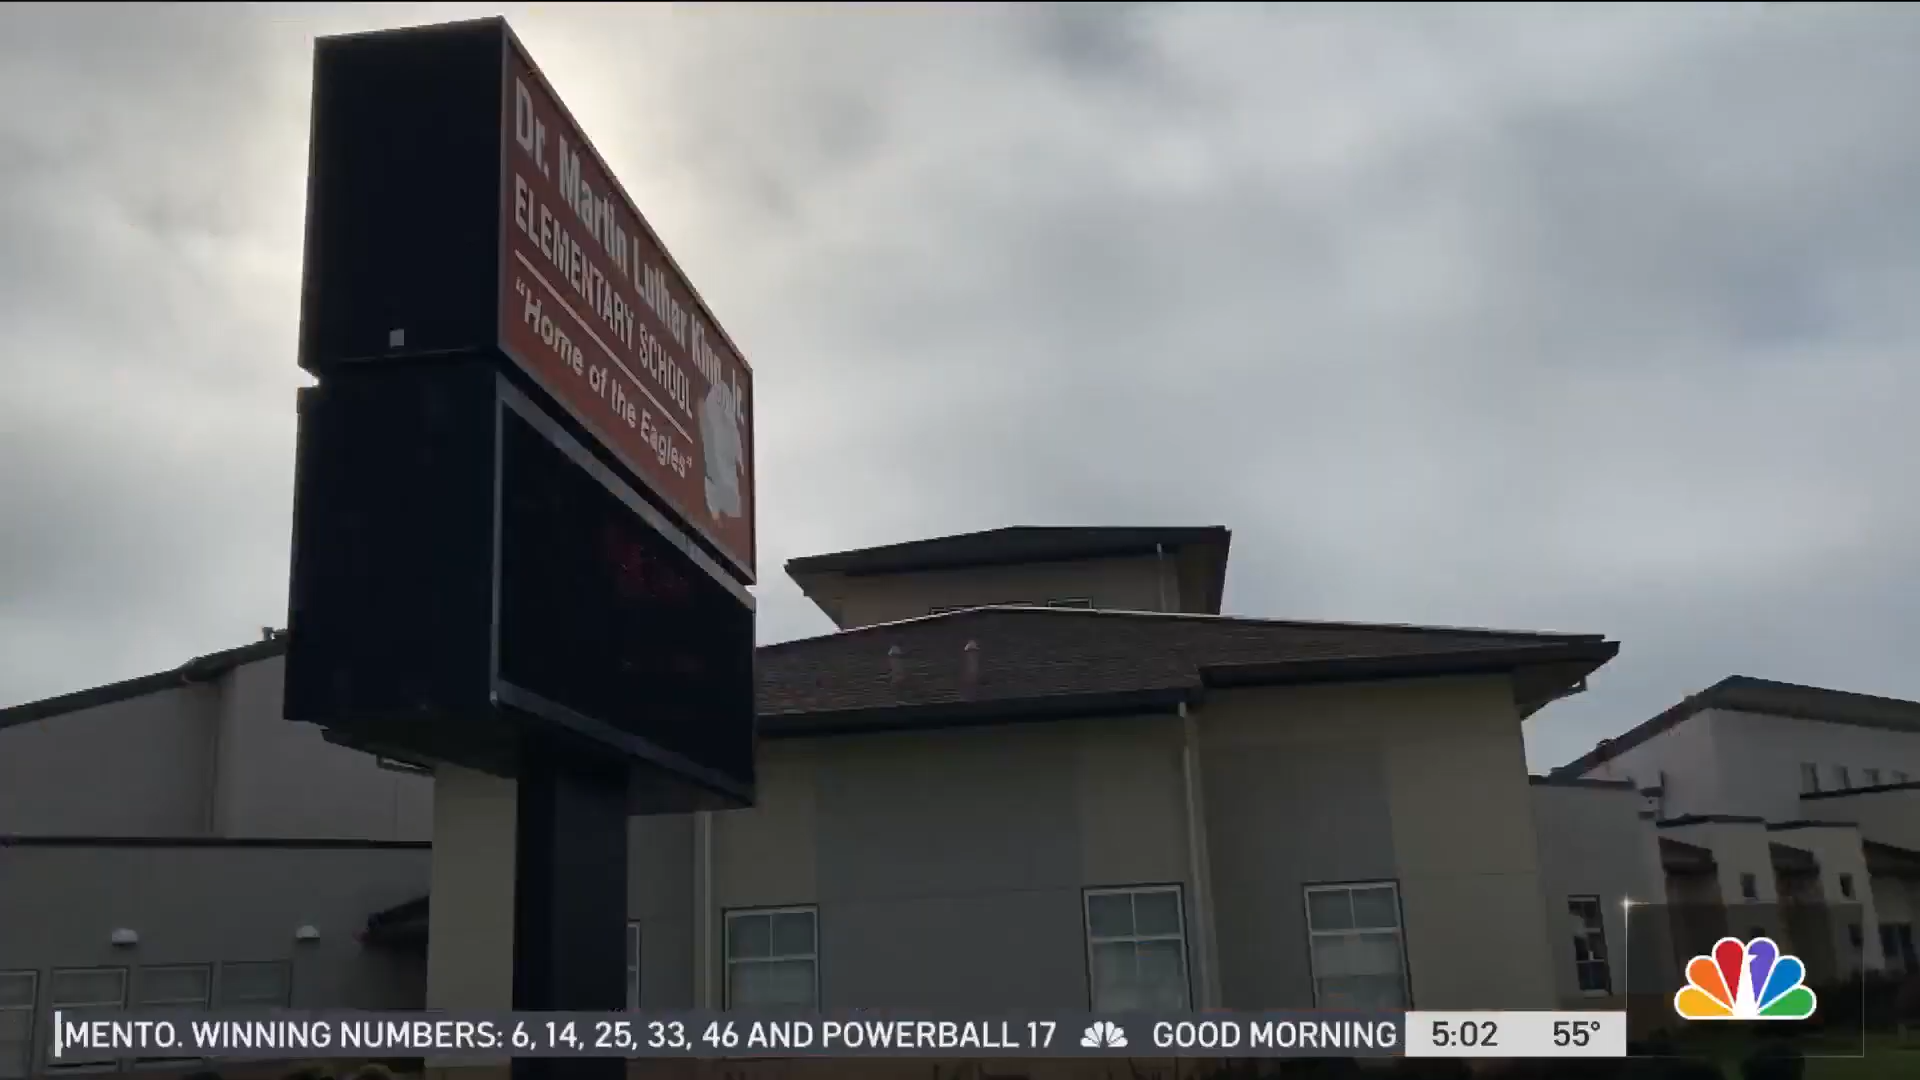 Dr. Martin Luther King Jr.
ELEMENTARY SCHOOL
"Home of the Eagles"
MENTO. WINNING NUMBERS: 6, 14, 25, 33, 46 AND POWERBALL 17 GOOD MORNING 5:02 55°